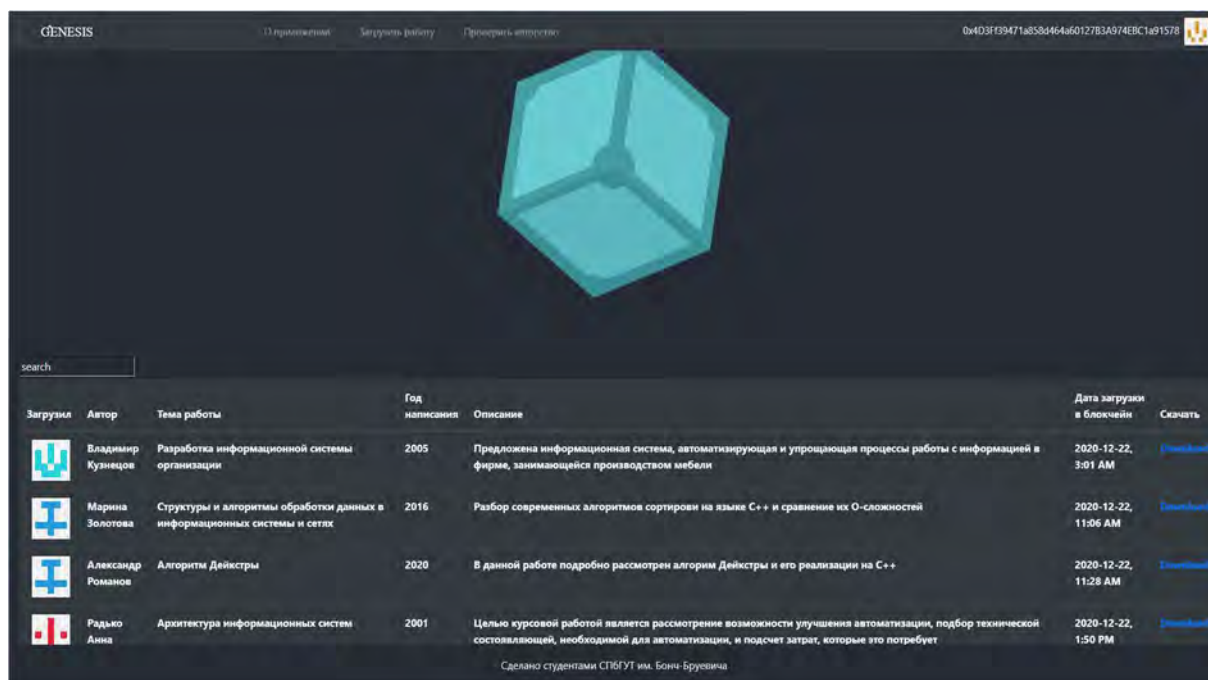 GENESIS
О приложении Загрузить работу Проверить авторство
0x4D3Ff39471a858d464a60127B3A974EBC1a91578
search
Загрузил Автор Тема работы Год написания Описание Дата загрузки в блокчейн Скачать
Владимир Разработка информационной системы 2005 Предложена информационная система, автоматизирующая и упрощающая процессы работы с информацией в 2020-12-22, Download
Кузнецов организации фирме, занимающейся производством мебели 3:01 AM
Марина Структуры и алгоритмы обработки данных в 2016 Разбор современных алгоритмов сортирови на языке С++ и сравнение их О-сложностей 2020-12-22, Download
Золотова информационных системы и сетях 11:06 AM
Александр Алгоритм Дейкстры 2020 В данной работе подробно рассмотрен алгорим Дейкстры и его реализации на С++ 2020-12-22, Download
Романов 11:28 AM
Радько Архитектура информационных систем 2001 Целью курсовой работой является рассмотрение возможности улучшения автоматизации, подбор технической 2020-12-22, Download
Анна состоявляющей, необходимой для автоматизации, и подсчет затрат, которые это потребует 1:50 PM
Сделано студентами СПбГУТ им. Бонч-Бруевича